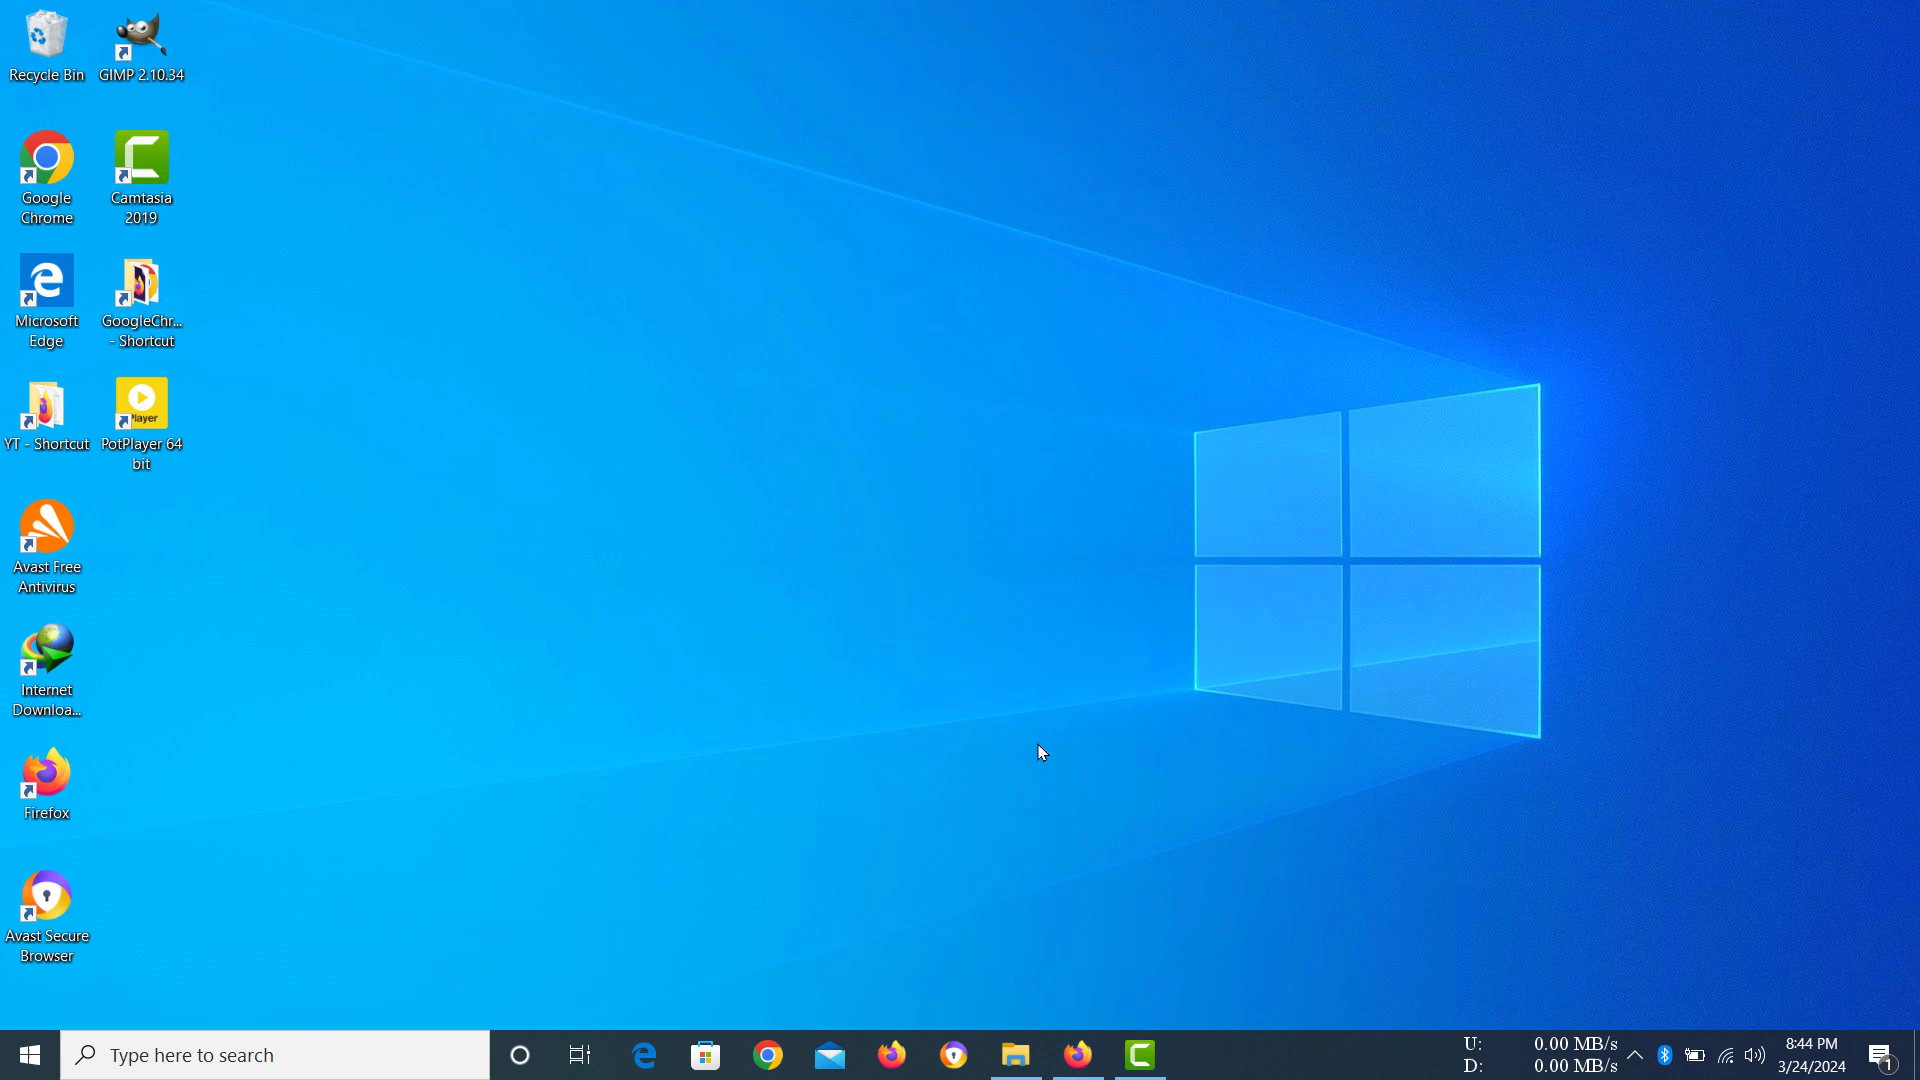 Recycle Bin
GIMP 2.10.34
Google
Chrome
Camtasia
2019
Microsoft
Edge
GoogleChr...
- Shortcut
YT - Shortcut
Player
PotPlayer 64
bit
Avast Free
Antivirus
Internet
Downloa...
Firefox
Avast Secure
Browser
Type here to search
U: 0.00 MB/s
D: 0.00 MB/s
8:44 PM
3/24/2024
1